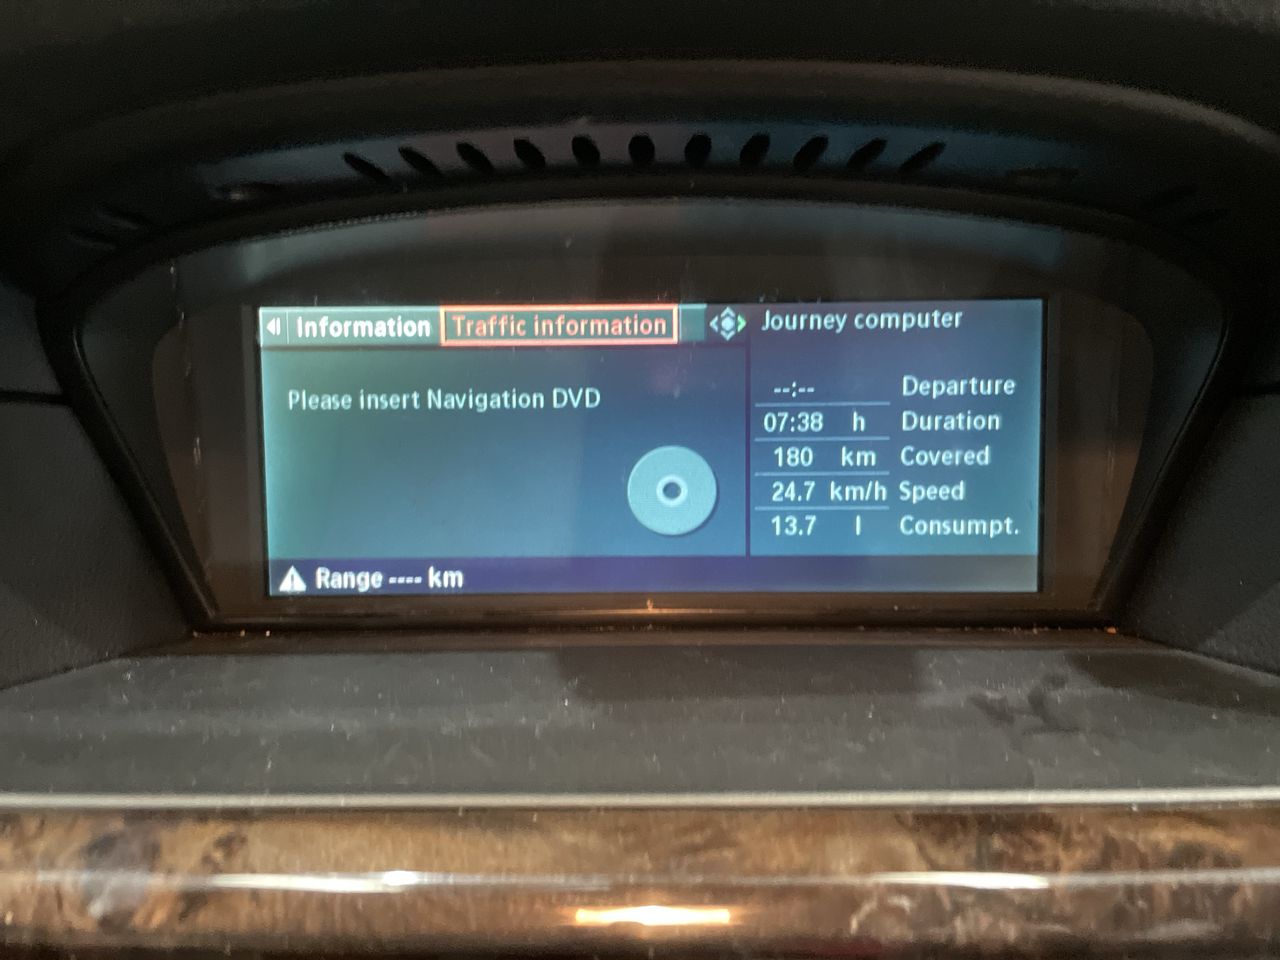 Information Traffic information
Please insert Navigation DVD
Journey computer
--:-- Departure
07:38 h Duration
180 km Covered
24.7 km/h Speed
13.7 l Consumpt.
Range ---- km